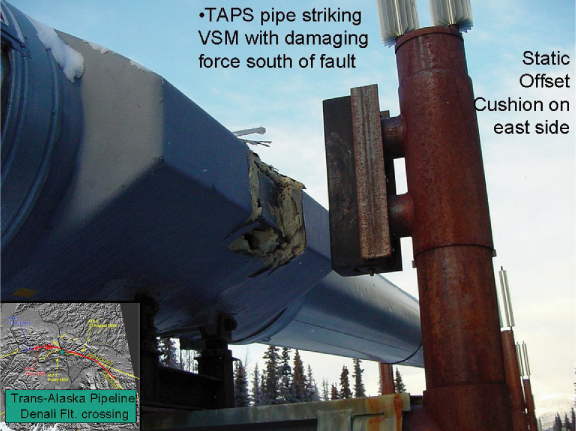 •TAPS pipe striking
VSM with damaging
force south of fault
Static
Offset
Cushion on
east side
Trans-Alaska Pipeline
Denali Flt. crossing